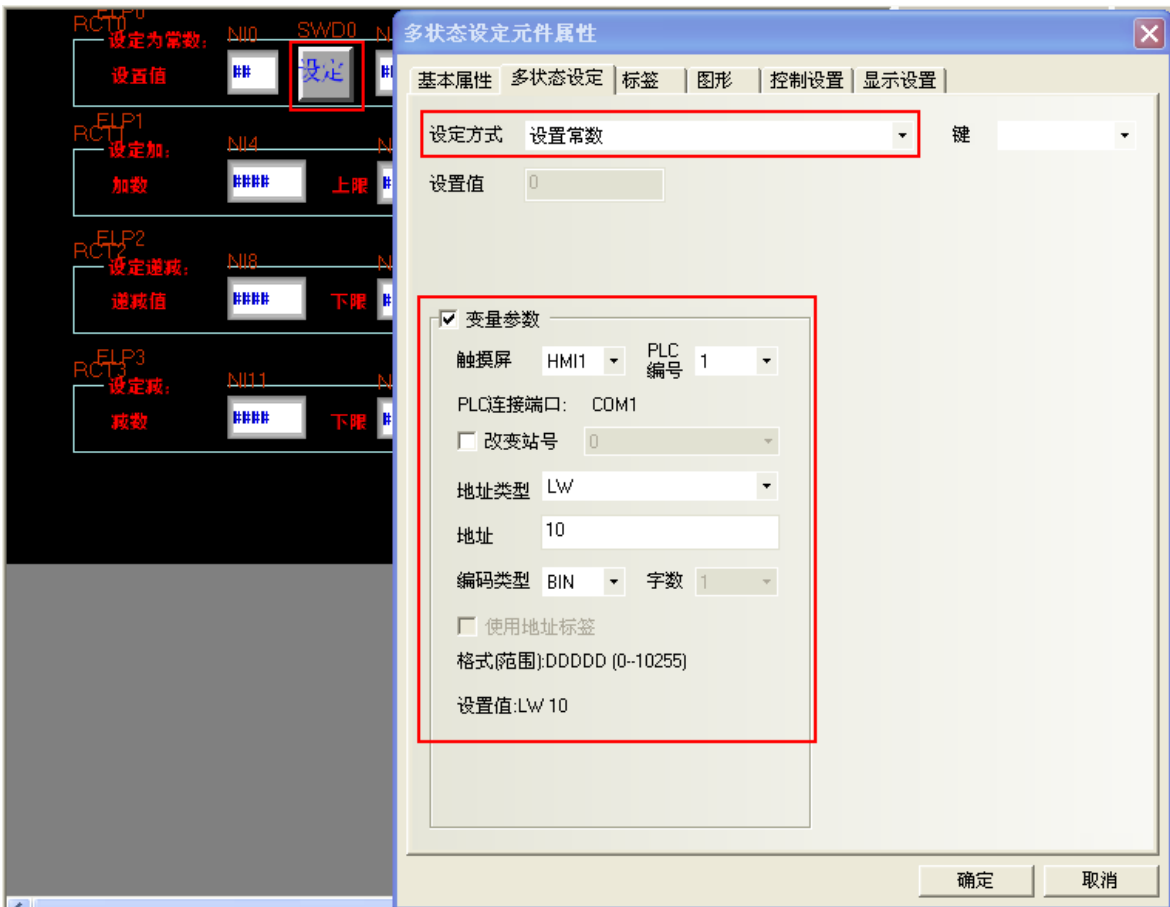 ELP0
RCT0
设定为常数:
NI0
SWD0
N
设置值
##
设定
##
ELP1
RCT1
设定加:
NI4
N
加数
####
上限
#
ELP2
RCT2
设定递减:
NI8
N
递减值
####
下限
#
ELP3
RCT3
设定减:
NI11
N
减数
####
下限
#
多状态设定元件属性
基本属性 多状态设定 标签 图形 控制设置 显示设置
设定方式 设置常数 键
设置值 0
变量参数
触摸屏 HMI1 PLC编号 1
PLC连接端口: COM1
改变站号 0
地址类型 LW
地址 10
编码类型 BIN 字数 1
使用地址标签
格式(范围):DDDDD (0--10255)
设置值:LW 10
确定 取消